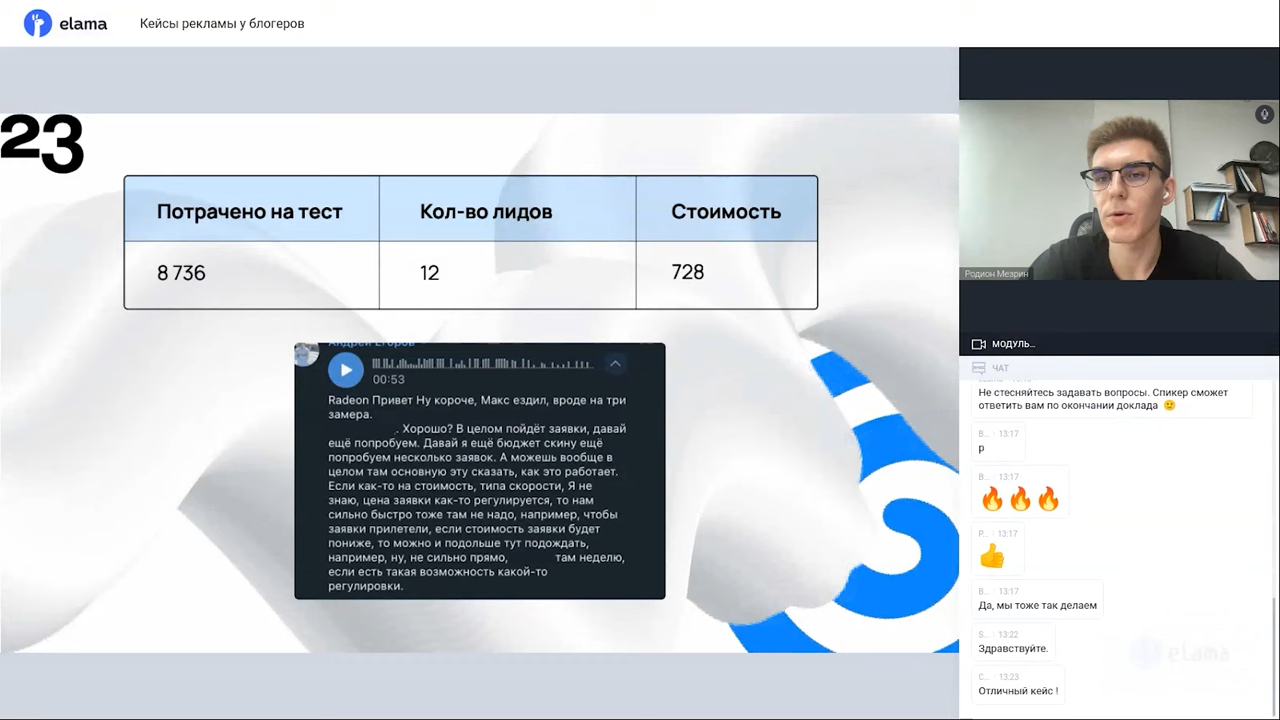 elama
Кейсы рекламы у блогеров
23
Потрачено на тест
Кол-во лидов
Стоимость
8 736
12
728
Андрей Егоров
00:53
Radeon Привет Ну короче, Макс ездил, вроде на три
замера.
. Хорошо? В целом пойдёт заявки, давай
ещё попробуем. Давай я ещё бюджет скину ещё
попробуем несколько заявок. А можешь вообще в
целом там основную эту сказать, как это работает.
Если как-то на стоимость, типа скорости, Я не
знаю, цена заявки как-то регулируется, то нам
сильно быстро тоже там не надо, например, чтобы
заявки прилетели, если стоимость заявки будет
пониже, то можно и подольше тут подождать,
например, ну, не сильно прямо, там неделю,
если есть такая возможность какой-то
регулировки.
Родион Мезрин
МОДУЛЬ...
ЧАТ
Не стесняйтесь задавать вопросы. Спикер сможет
ответить вам по окончании доклада
В... 13:17
р
В... 13:17
Р... 13:17
В... 13:17
Да, мы тоже так делаем
S... 13:22
Здравствуйте.
С... 13:23
Отличный кейс !
elama